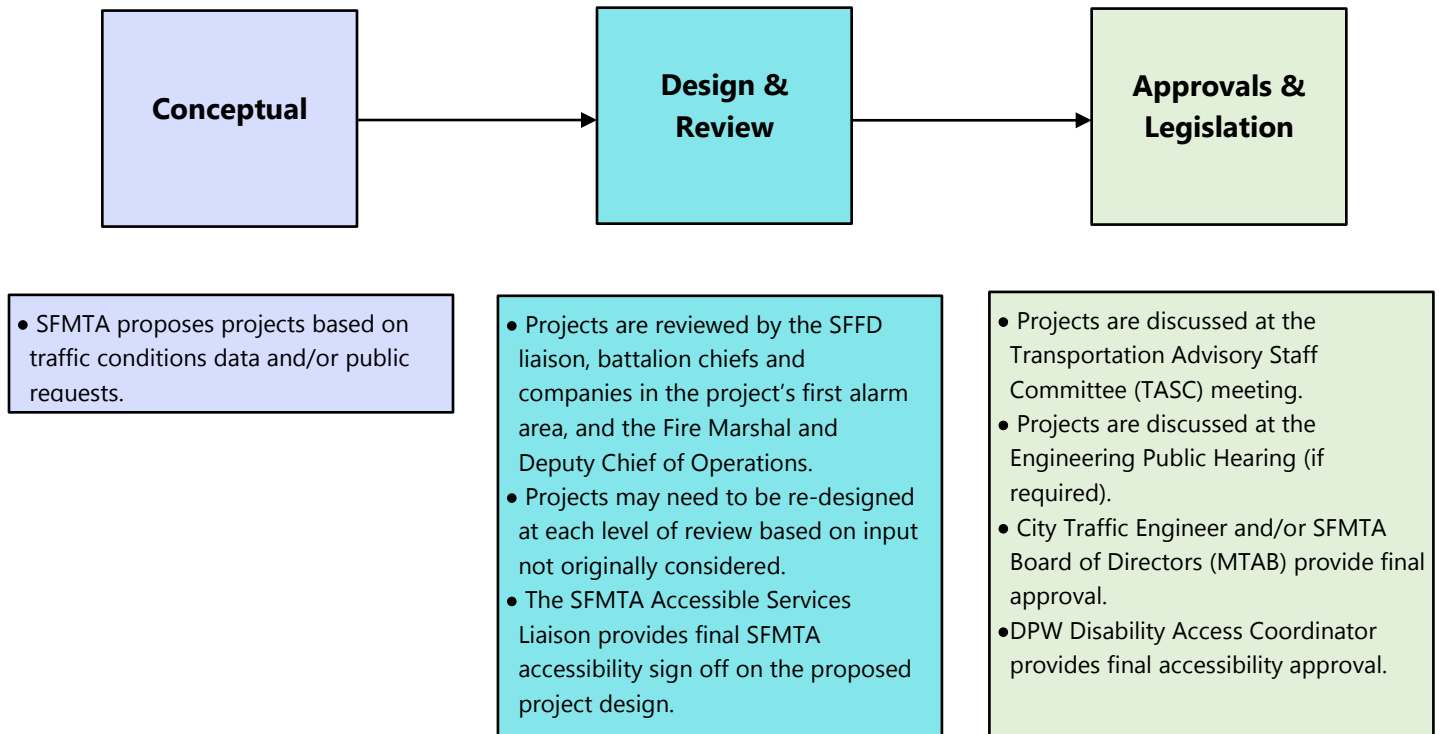 Conceptual
Design &
Review
Approvals &
Legislation
• SFMTA proposes projects based on
traffic conditions data and/or public
requests.
• Projects are reviewed by the SFFD
liaison, battalion chiefs and
companies in the project’s first alarm
area, and the Fire Marshal and
Deputy Chief of Operations.
• Projects may need to be re-designed
at each level of review based on input
not originally considered.
• The SFMTA Accessible Services
Liaison provides final SFMTA
accessibility sign off on the proposed
project design.
• Projects are discussed at the
Transportation Advisory Staff
Committee (TASC) meeting.
• Projects are discussed at the
Engineering Public Hearing (if
required).
• City Traffic Engineer and/or SFMTA
Board of Directors (MTAB) provide final
approval.
•DPW Disability Access Coordinator
provides final accessibility approval.